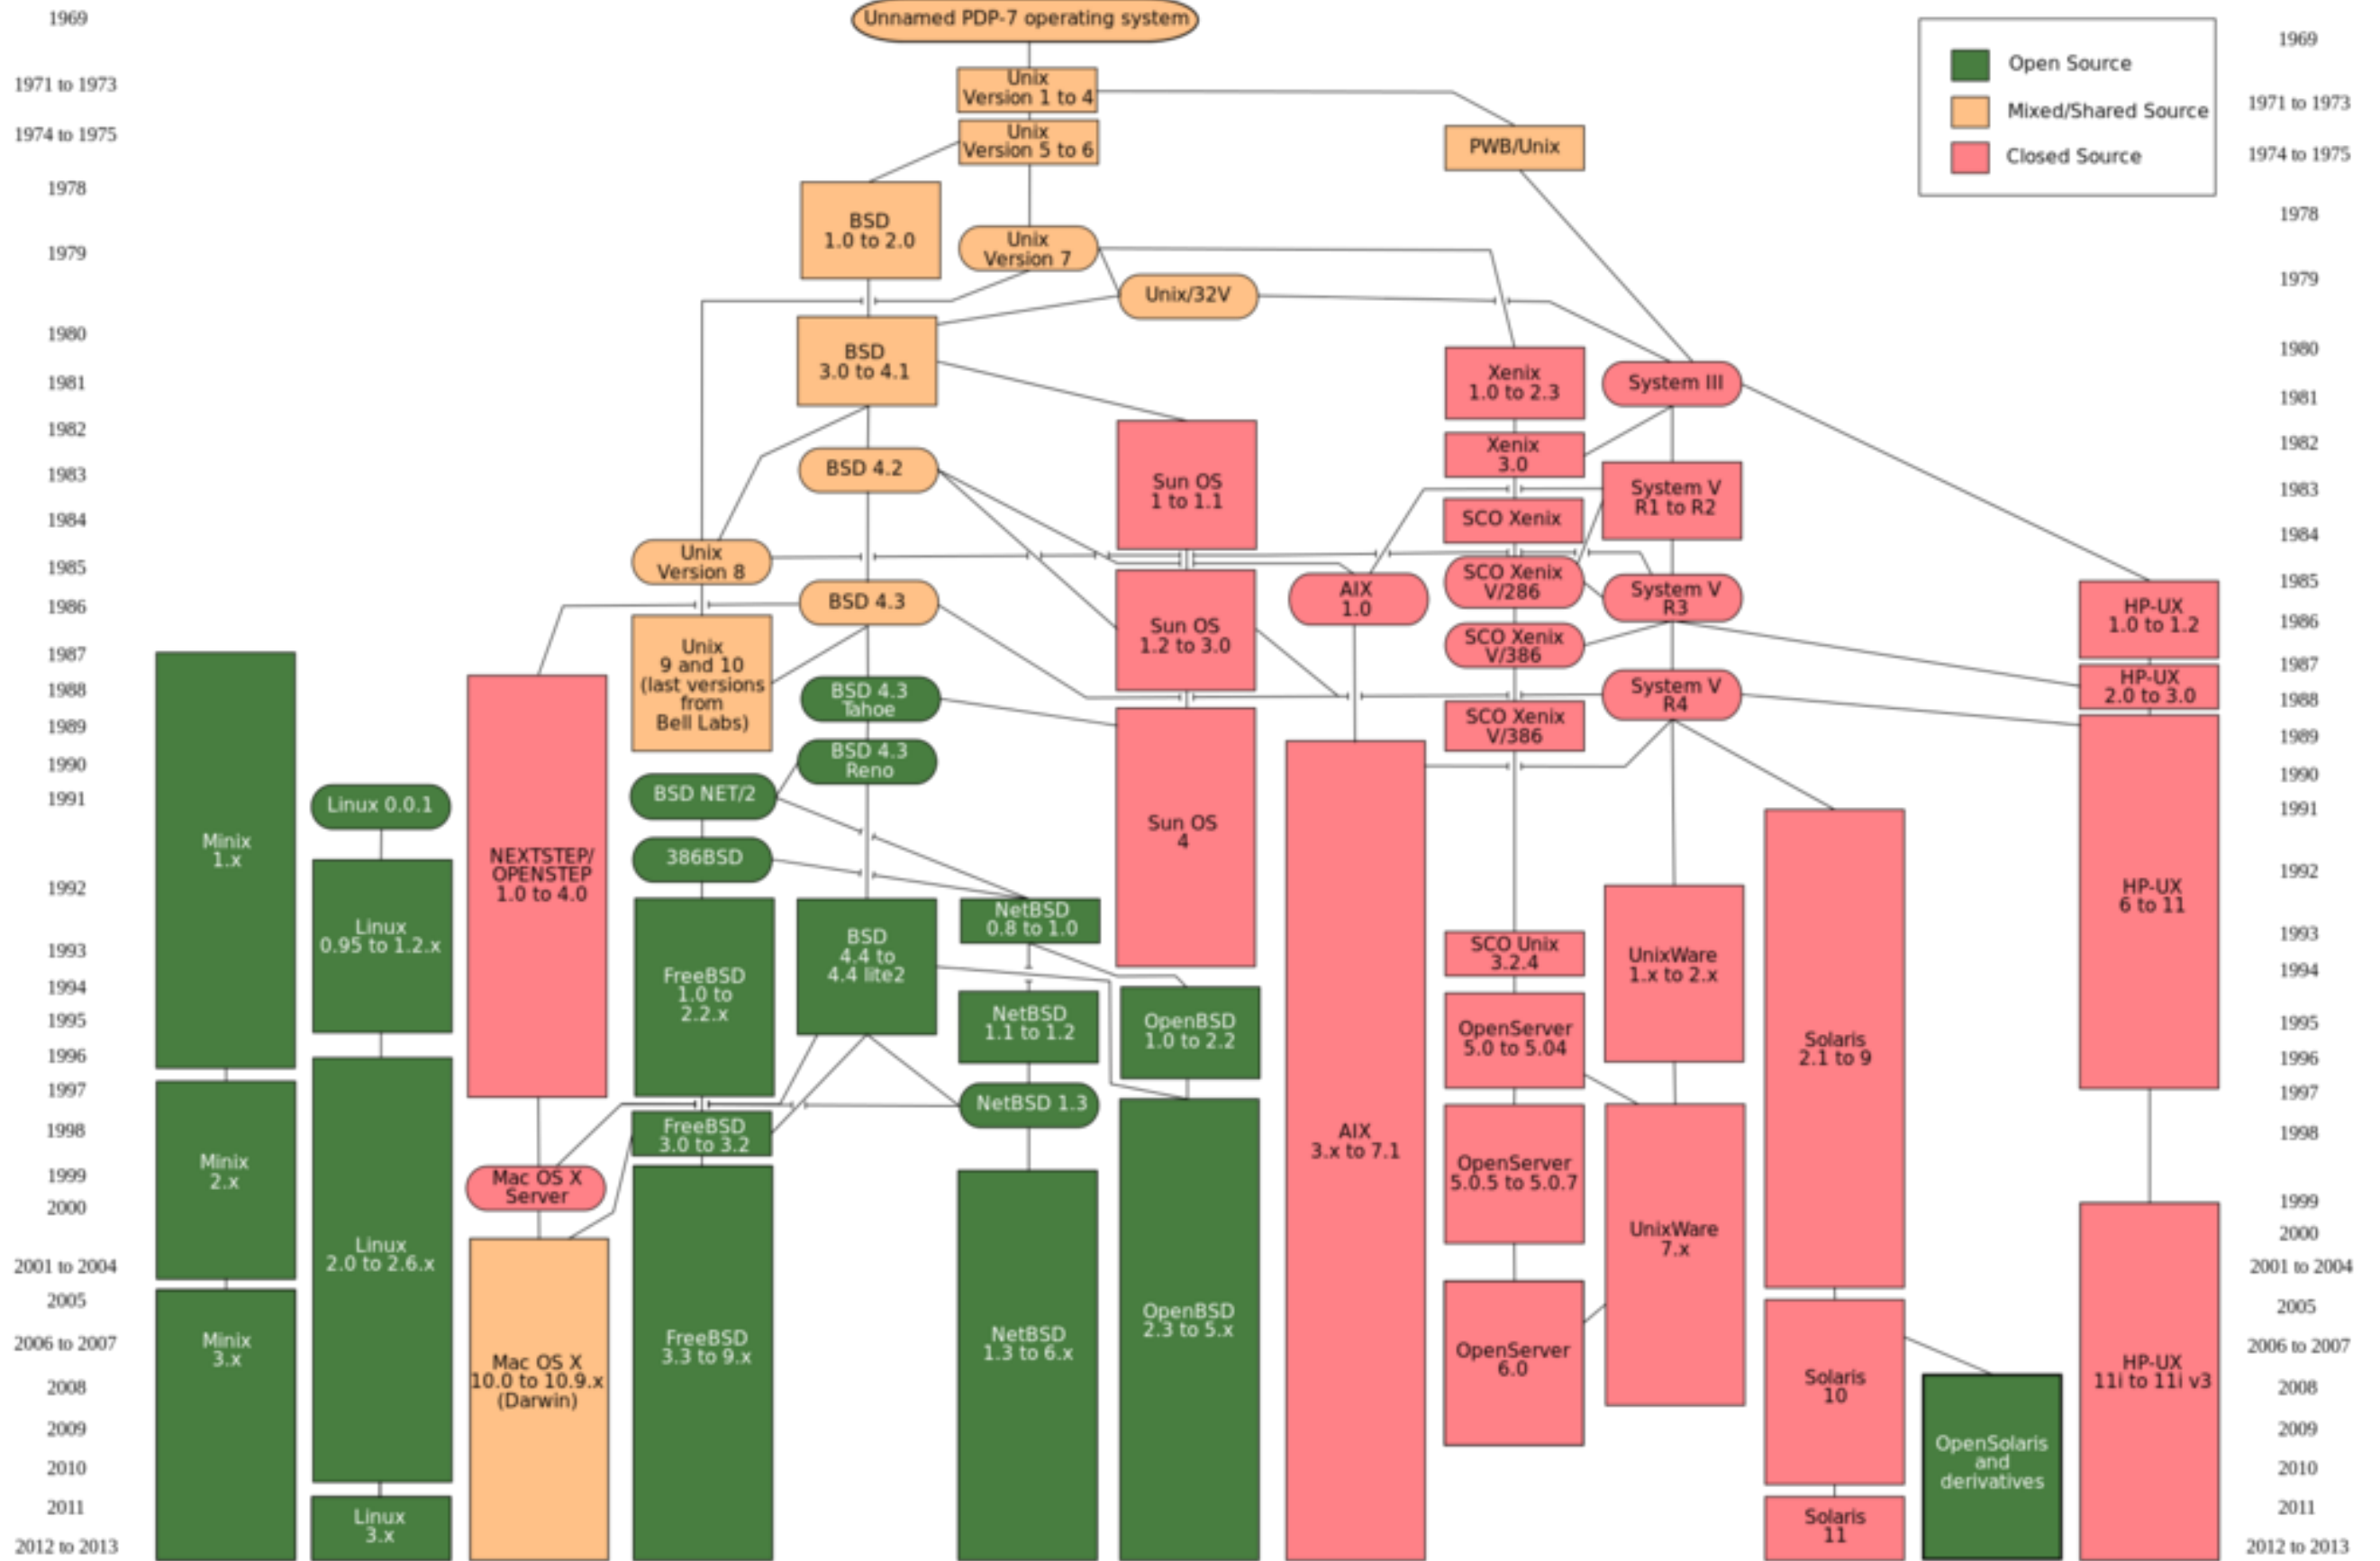 Unnamed PDP-7 operating system
1969
1969
Open Source
Mixed/Shared Source
Closed Source
1971 to 1973
Unix
Version 1 to 4
1971 to 1973
1974 to 1975
Unix
Version 5 to 6
PWB/Unix
1974 to 1975
1978
BSD
1.0 to 2.0
1978
1979
Unix
Version 7
Unix/32V
1979
1980
BSD
3.0 to 4.1
Xenix
1.0 to 2.3
System III
1980
1981
1981
1982
Xenix
3.0
1982
1983
BSD 4.2
Sun OS
1 to 1.1
System V
R1 to R2
1983
1984
SCO Xenix
1984
1985
Unix
Version 8
AIX
1.0
SCO Xenix
V/286
System V
R3
1985
1986
BSD 4.3
Sun OS
1.2 to 3.0
SCO Xenix
V/386
HP-UX
1.0 to 1.2
1986
1987
Unix
9 and 10
(last versions
from
Bell Labs)
1987
1988
BSD 4.3
Tahoe
System V
R4
HP-UX
2.0 to 3.0
1988
1989
SCO Xenix
V/386
1989
1990
BSD 4.3
Reno
1990
1991
Linux 0.0.1
BSD NET/2
1991
Minix
1.x
NEXTSTEP/
OPENSTEP
1.0 to 4.0
386BSD
Sun OS
4
1992
1992
HP-UX
6 to 11
Linux
0.95 to 1.2.x
BSD
4.4 to
4.4 lite2
NetBSD
0.8 to 1.0
SCO Unix
3.2.4
UnixWare
1.x to 2.x
1993
1993
1994
FreeBSD
1.0 to
2.2.x
1994
1995
NetBSD
1.1 to 1.2
OpenBSD
1.0 to 2.2
OpenServer
5.0 to 5.04
Solaris
2.1 to 9
1995
1996
1996
1997
NetBSD 1.3
1997
1998
FreeBSD
3.0 to 3.2
AIX
3.x to 7.1
1998
Minix
2.x
1999
Mac OS X
Server
OpenServer
5.0.5 to 5.0.7
1999
2000
UnixWare
7.x
2000
2001 to 2004
Linux
2.0 to 2.6.x
2001 to 2004
2005
OpenBSD
2.3 to 5.x
2005
2006 to 2007
Minix
3.x
FreeBSD
3.3 to 9.x
NetBSD
1.3 to 6.x
2006 to 2007
2008
Mac OS X
10.0 to 10.9.x
(Darwin)
OpenServer
6.0
Solaris
10
HP-UX
11i to 11i v3
2008
2009
2009
2010
OpenSolaris
and
derivatives
2010
2011
Linux
3.x
Solaris
11
2011
2012 to 2013
2012 to 2013